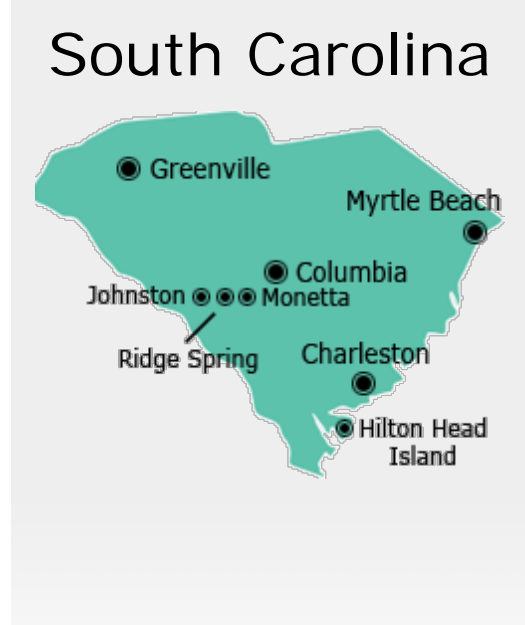 South Carolina
Greenville
Myrtle Beach
Columbia
Johnston
Monetta
Ridge Spring
Charleston
Hilton Head
Island